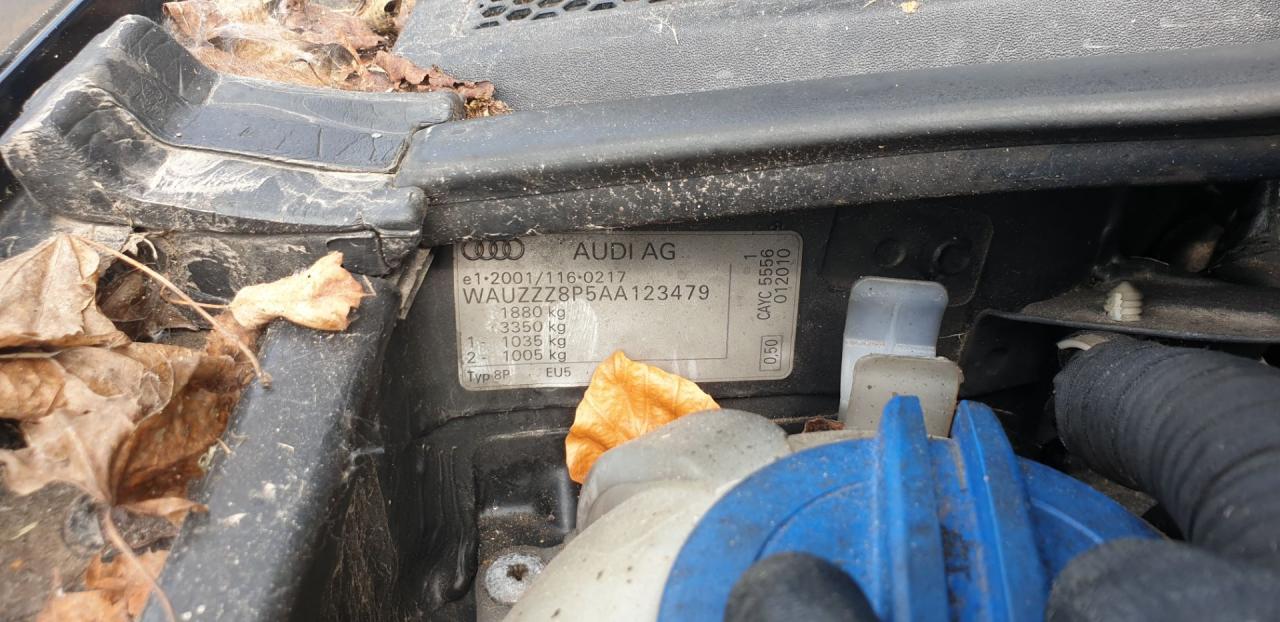 AUDI AG
e1*2001/116*0217
WAUZZZ8P5AA123479
1880 kg
3350 kg
1- 1035 kg
2- 1005 kg
Typ 8P EU5
0,50 CAYC 5556 1
012010